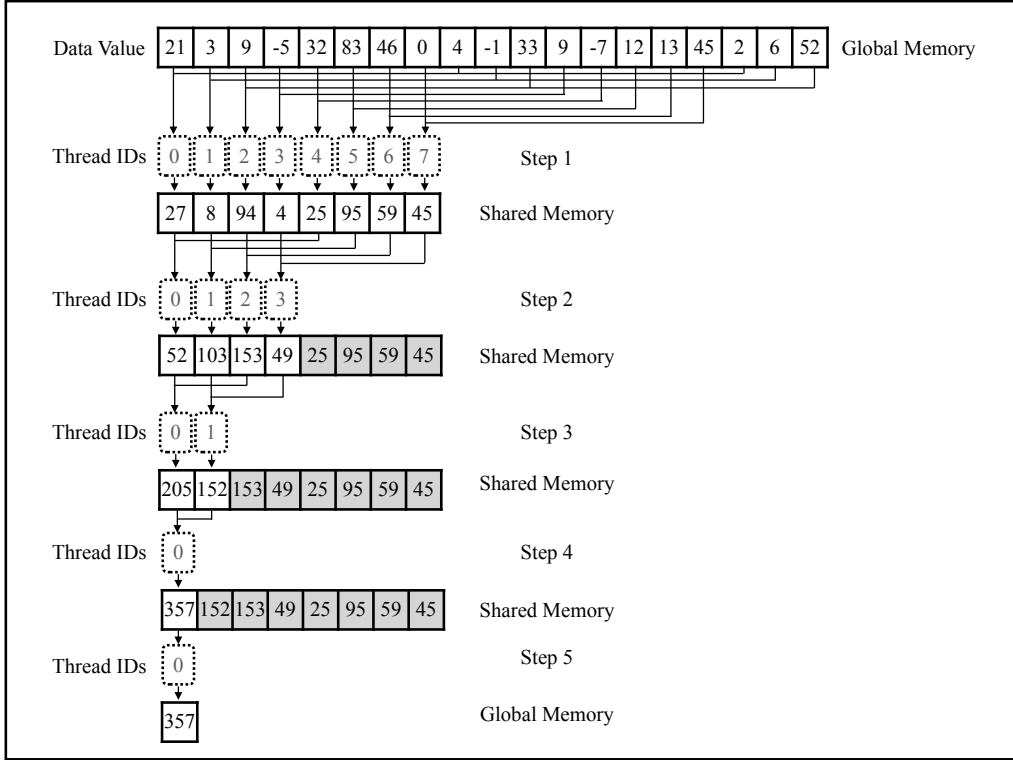 Data Value 21 3 9 -5 32 83 46 0 4 -1 33 9 -7 12 13 45 2 6 52 Global Memory
Thread IDs 0 1 2 3 4 5 6 7 Step 1
27 8 94 4 25 95 59 45 Shared Memory
Thread IDs 0 1 2 3 Step 2
52 103 153 49 25 95 59 45 Shared Memory
Thread IDs 0 1 Step 3
205 152 153 49 25 95 59 45 Shared Memory
Thread IDs 0 Step 4
357 152 153 49 25 95 59 45 Shared Memory
Thread IDs 0 Step 5
357 Global Memory